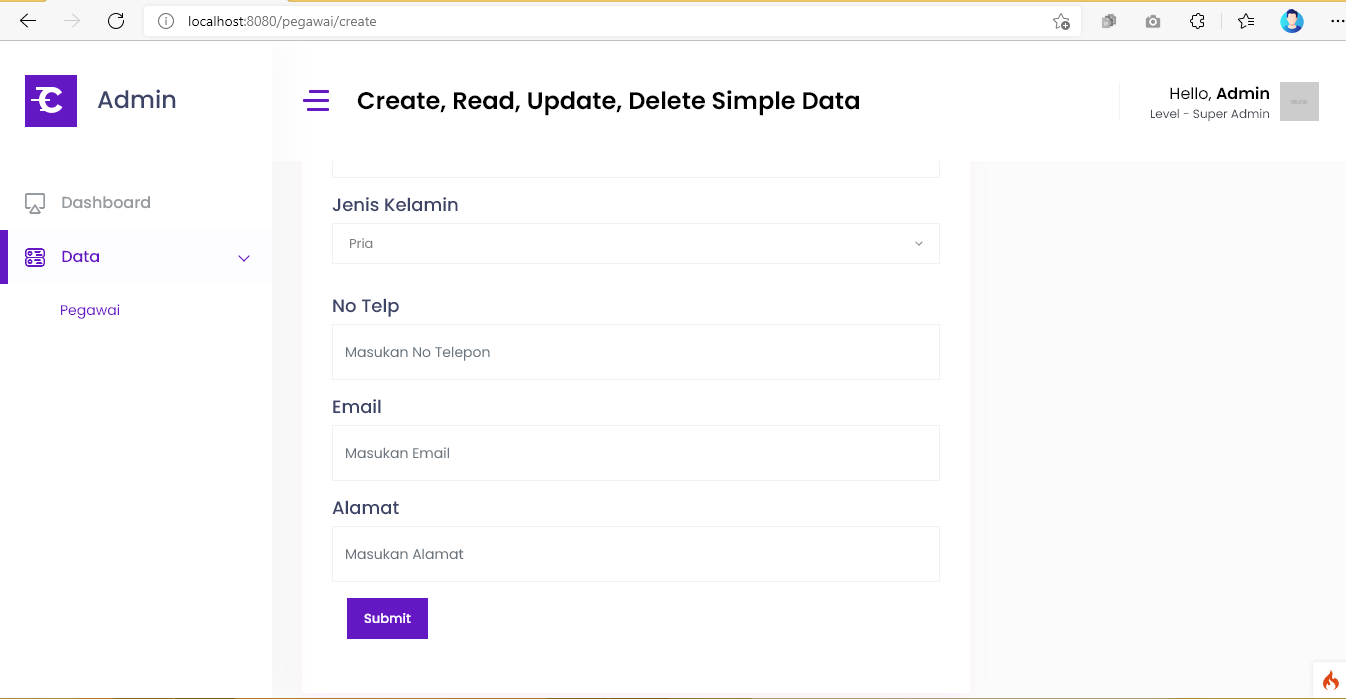 localhost:8080/pegawai/create
Admin
Create, Read, Update, Delete Simple Data
Hello, Admin
Level - Super Admin
Dashboard
Data
Pegawai
Jenis Kelamin
Pria
No Telp
Masukan No Telepon
Email
Masukan Email
Alamat
Masukan Alamat
Submit